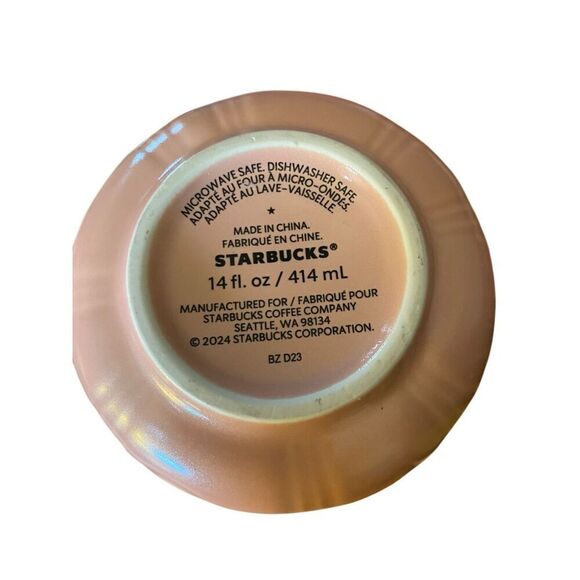 MICROWAVE SAFE. DISHWASHER SAFE.
ADAPTÉ AU FOUR À MICRO-ONDES.
ADAPTÉ AU LAVE-VAISSELLE.
★
MADE IN CHINA.
FABRIQUÉ EN CHINE.
STARBUCKS®
14 fl. oz / 414 mL
MANUFACTURED FOR / FABRIQUÉ POUR
STARBUCKS COFFEE COMPANY
SEATTLE, WA 98134
© 2024 STARBUCKS CORPORATION.
BZ D23